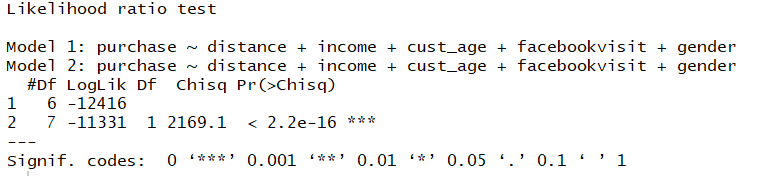 Likelihood ratio test
Model 1: purchase ~ distance + income + cust_age + facebookvisit + gender
Model 2: purchase ~ distance + income + cust_age + facebookvisit + gender
  #Df LogLik Df  Chisq Pr(>Chisq)
1   6 -12416
2   7 -11331  1 2169.1  < 2.2e-16 ***
---
Signif. codes:  0 ‘***’ 0.001 ‘**’ 0.01 ‘*’ 0.05 ‘.’ 0.1 ‘ ’ 1